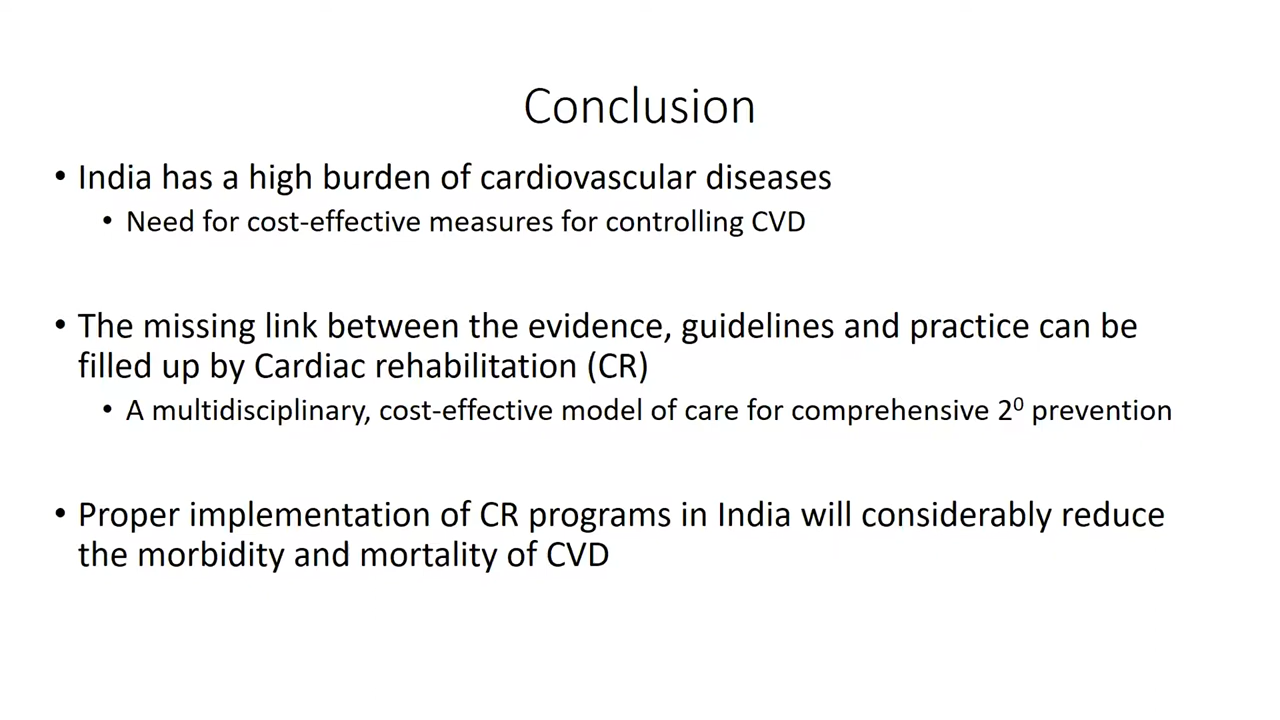 Conclusion
• India has a high burden of cardiovascular diseases
• Need for cost-effective measures for controlling CVD
• The missing link between the evidence, guidelines and practice can be
filled up by Cardiac rehabilitation (CR)
• A multidisciplinary, cost-effective model of care for comprehensive 2⁰ prevention
• Proper implementation of CR programs in India will considerably reduce
the morbidity and mortality of CVD